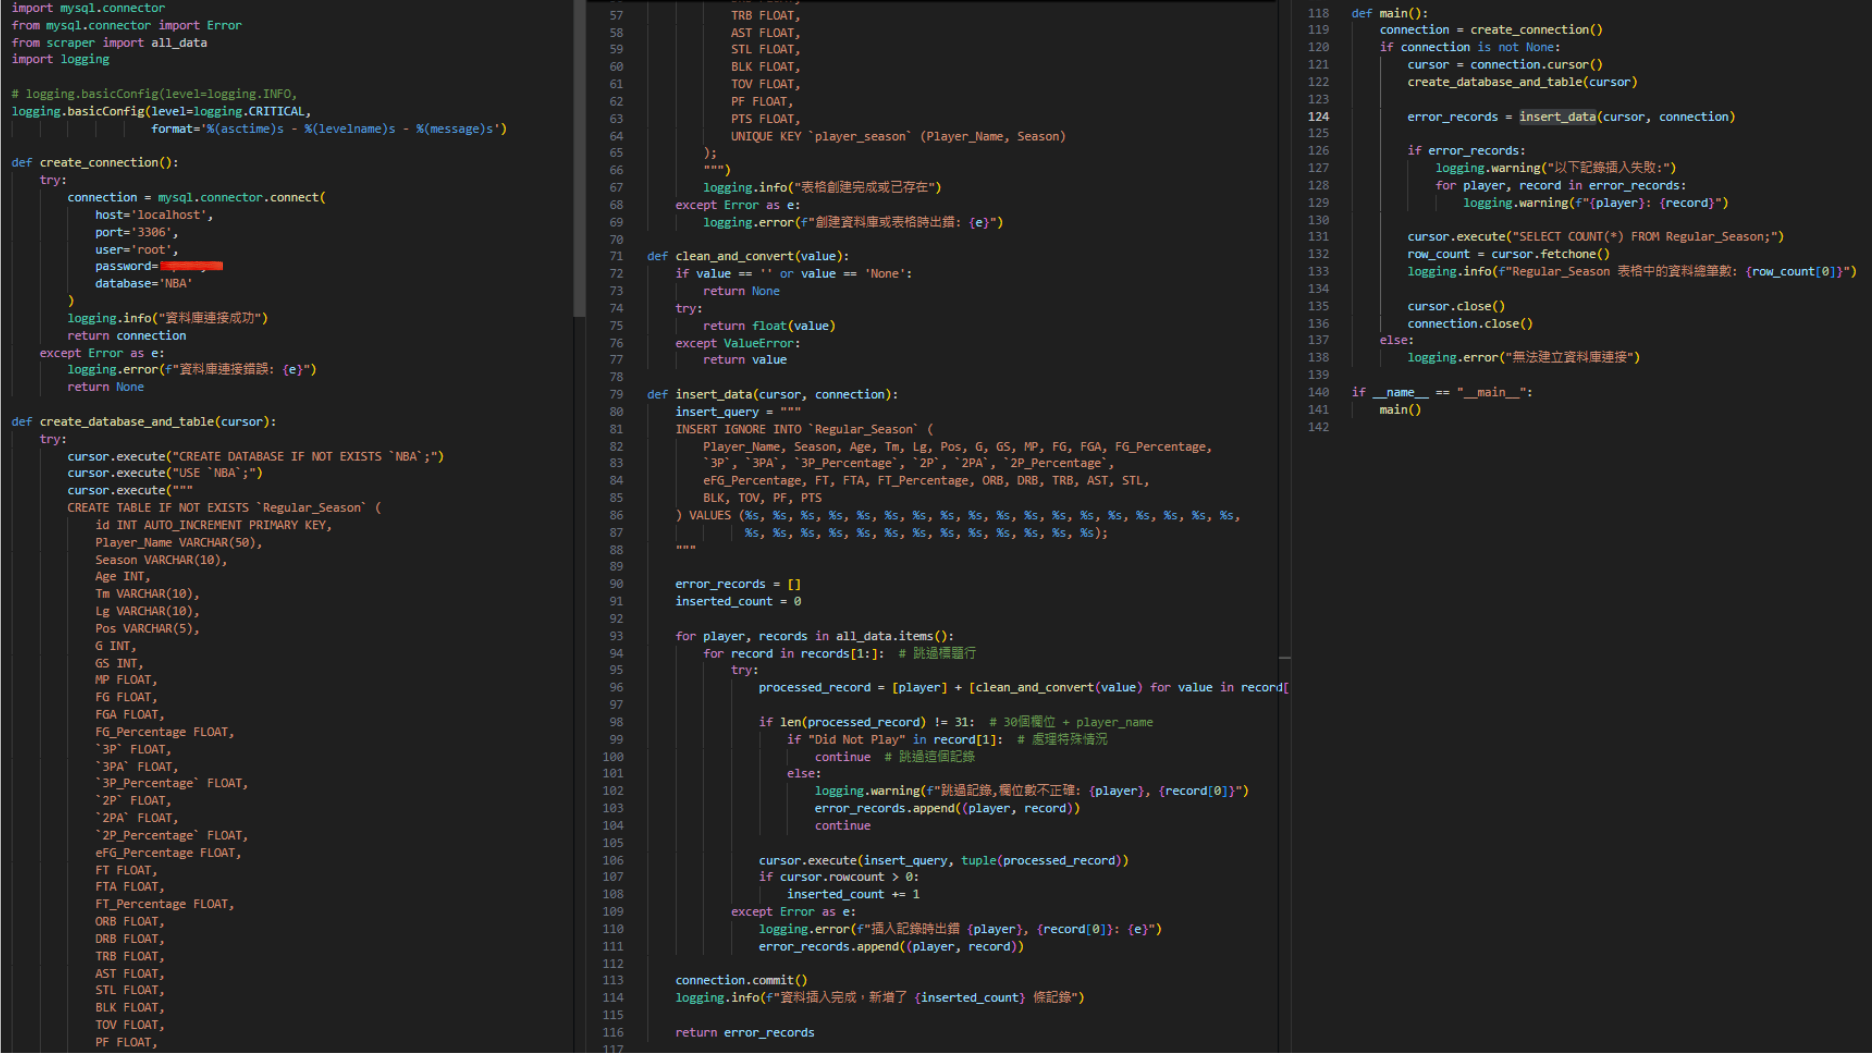 import mysql.connector
from mysql.connector import Error
from scraper import all_data
import logging
# logging.basicConfig(level=logging.INFO,
logging.basicConfig(level=logging.CRITICAL,
format='%(asctime)s - %(levelname)s - %(message)s')
def create_connection():
try:
connection = mysql.connector.connect(
host='localhost',
port='3306',
user='root',
password=
database='NBA'
)
logging.info("資料庫連接成功")
return connection
except Error as e:
logging.error(f"資料庫連接錯誤: {e}")
return None
def create_database_and_table(cursor):
try:
cursor.execute("CREATE DATABASE IF NOT EXISTS `NBA`;")
cursor.execute("USE `NBA`;")
cursor.execute("""
CREATE TABLE IF NOT EXISTS `Regular_Season` (
id INT AUTO_INCREMENT PRIMARY KEY,
Player_Name VARCHAR(50),
Season VARCHAR(10),
Age INT,
Tm VARCHAR(10),
Lg VARCHAR(10),
Pos VARCHAR(5),
G INT,
GS INT,
MP FLOAT,
FG FLOAT,
FGA FLOAT,
FG_Percentage FLOAT,
`3P` FLOAT,
`3PA` FLOAT,
`3P_Percentage` FLOAT,
`2P` FLOAT,
`2PA` FLOAT,
`2P_Percentage` FLOAT,
eFG_Percentage FLOAT,
FT FLOAT,
FTA FLOAT,
FT_Percentage FLOAT,
ORB FLOAT,
DRB FLOAT,
TRB FLOAT,
AST FLOAT,
STL FLOAT,
BLK FLOAT,
TOV FLOAT,
PF FLOAT,
57 TRB FLOAT,
58 AST FLOAT,
59 STL FLOAT,
60 BLK FLOAT,
61 TOV FLOAT,
62 PF FLOAT,
63 PTS FLOAT,
64 UNIQUE KEY `player_season` (Player_Name, Season)
65 );
66 """)
67 logging.info("表格創建完成或已存在")
68 except Error as e:
69 logging.error(f"創建資料庫或表格時出錯: {e}")
70
71 def clean_and_convert(value):
72 if value == '' or value == 'None':
73 return None
74 try:
75 return float(value)
76 except ValueError:
77 return value
78
79 def insert_data(cursor, connection):
80 insert_query = """
81 INSERT IGNORE INTO `Regular_Season` (
82 Player_Name, Season, Age, Tm, Lg, Pos, G, GS, MP, FG, FGA, FG_Percentage,
83 `3P`, `3PA`, `3P_Percentage`, `2P`, `2PA`, `2P_Percentage`,
84 eFG_Percentage, FT, FTA, FT_Percentage, ORB, DRB, TRB, AST, STL,
85 BLK, TOV, PF, PTS
86 ) VALUES (%s, %s, %s, %s, %s, %s, %s, %s, %s, %s, %s, %s, %s, %s, %s, %s, %s, %s,
87 %s, %s, %s, %s, %s, %s, %s, %s, %s, %s, %s, %s, %s);
88 """
89
90 error_records = []
91 inserted_count = 0
92
93 for player, records in all_data.items():
94 for record in records[1:]: # 跳過標題行
95 try:
96 processed_record = [player] + [clean_and_convert(value) for value in record[
97
98 if len(processed_record) != 31: # 30個欄位 + player_name
99 if "Did Not Play" in record[1]: # 處理特殊情況
100 continue # 跳過這個記錄
101 else:
102 logging.warning(f"跳過記錄,欄位數不正確: {player}, {record[0]}")
103 error_records.append((player, record))
104 continue
105
106 cursor.execute(insert_query, tuple(processed_record))
107 if cursor.rowcount > 0:
108 inserted_count += 1
109 except Error as e:
110 logging.error(f"插入記錄時出錯 {player}, {record[0]}: {e}")
111 error_records.append((player, record))
112
113 connection.commit()
114 logging.info(f"資料插入完成，新增了 {inserted_count} 條記錄")
115
116 return error_records
117
118 def main():
119 connection = create_connection()
120 if connection is not None:
121 cursor = connection.cursor()
122 create_database_and_table(cursor)
123
124 error_records = insert_data(cursor, connection)
125
126 if error_records:
127 logging.warning("以下記錄插入失敗:")
128 for player, record in error_records:
129 logging.warning(f"{player}: {record}")
130
131 cursor.execute("SELECT COUNT(*) FROM Regular_Season;")
132 row_count = cursor.fetchone()
133 logging.info(f"Regular_Season 表格中的資料總筆數: {row_count[0]}")
134
135 cursor.close()
136 connection.close()
137 else:
138 logging.error("無法建立資料庫連接")
139
140 if __name__ == "__main__":
141 main()
142